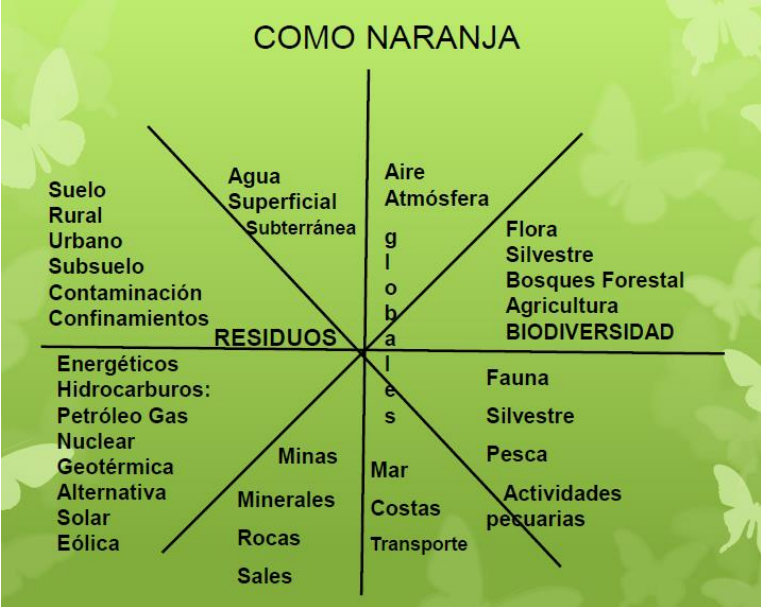 COMO NARANJA
Suelo
Rural
Urbano
Subsuelo
Contaminación
Confinamientos
RESIDUOS
Agua
Superficial
Subterránea
Aire
Atmósfera
g
l
o
b
a
l
e
s
Flora
Silvestre
Bosques Forestal
Agricultura
BIODIVERSIDAD
Energéticos
Hidrocarburos:
Petróleo Gas
Nuclear
Geotérmica
Alternativa
Solar
Eólica
Minas
Minerales
Rocas
Sales
Mar
Costas
Transporte
Fauna
Silvestre
Pesca
Actividades
pecuarias